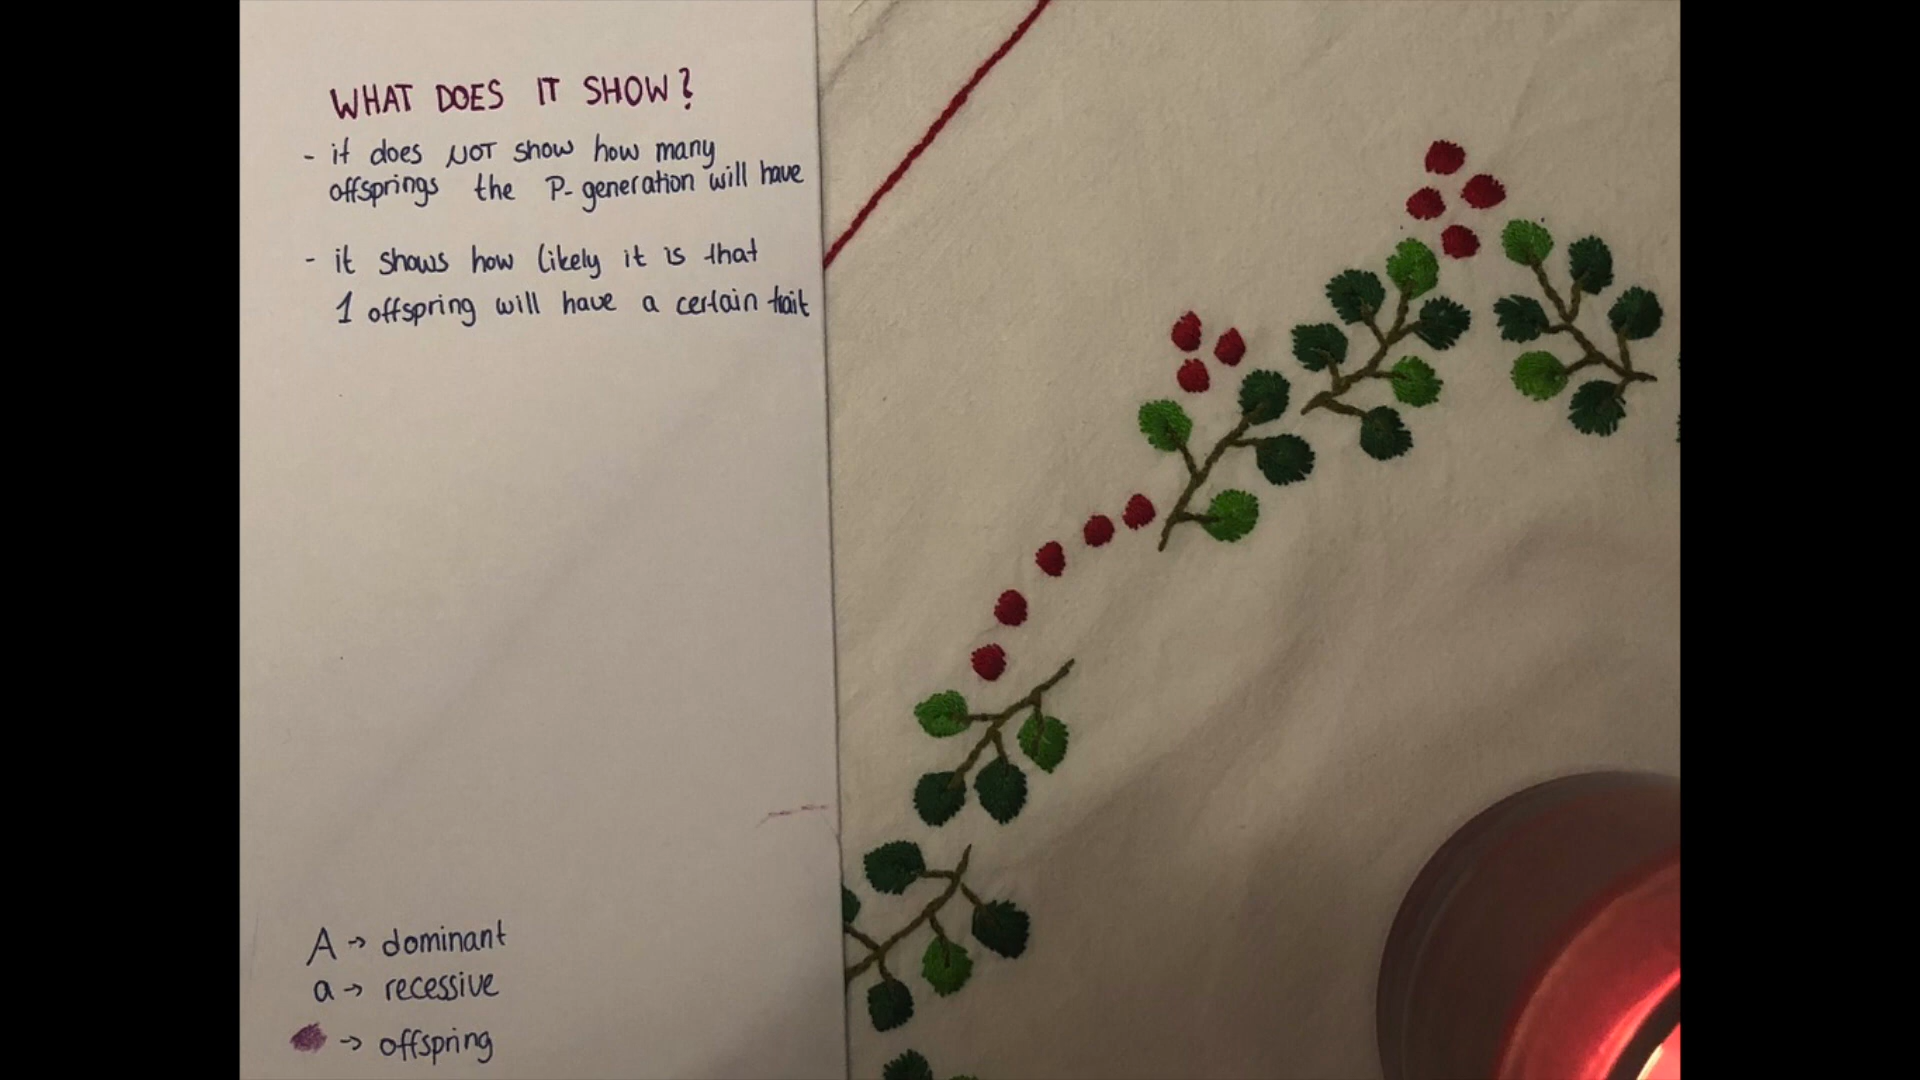 WHAT DOES IT SHOW?
- it does NOT show how many
offsprings the P-generation will have
- it shows how likely it is that
1 offspring will have a certain trait
A → dominant
a → recessive
→ offspring